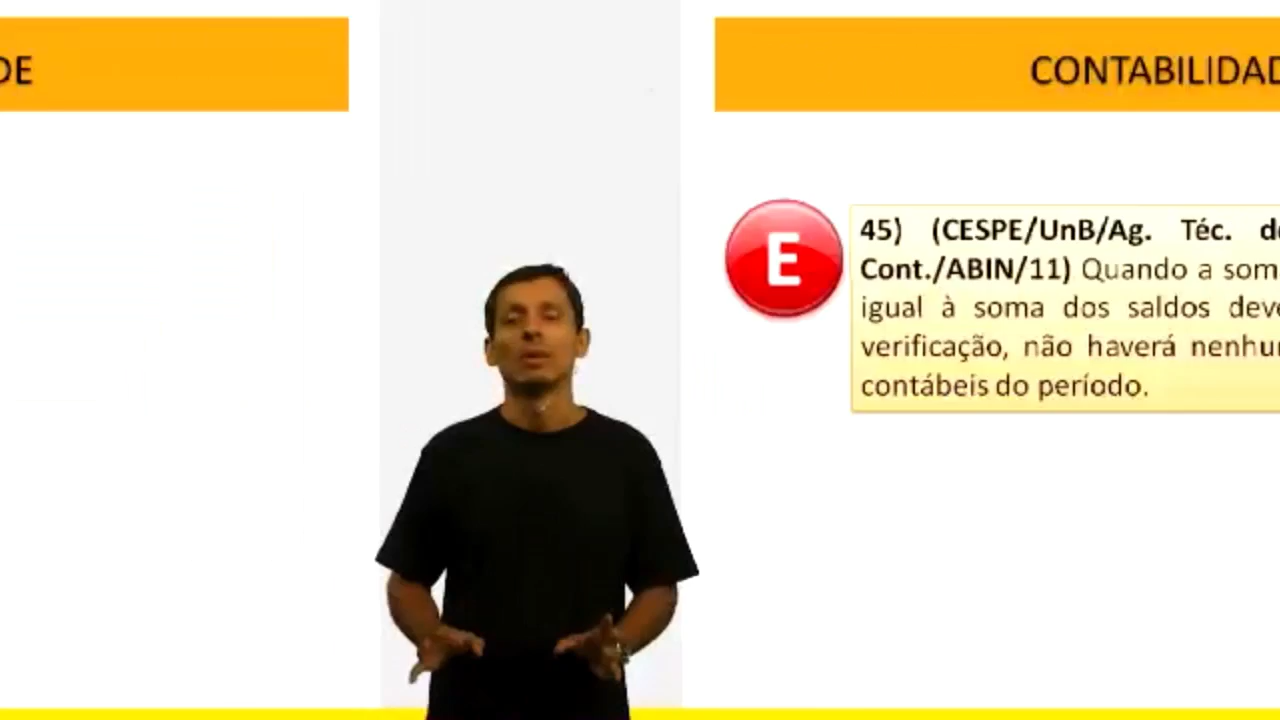 DE
CONTABILIDAD
E
45) (CESPE/UnB/Ag. Téc. de
Cont./ABIN/11) Quando a som
igual à soma dos saldos deve
verificação, não haverá nenhu
contábeis do período.